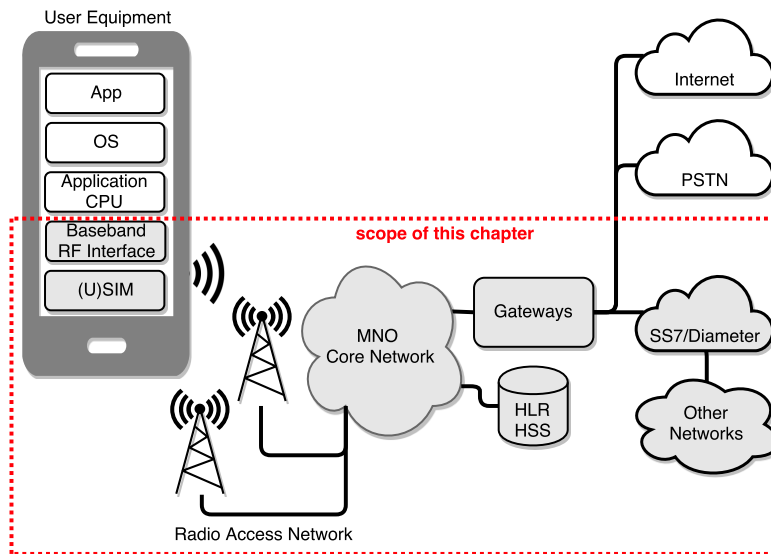 User Equipment
App
OS
Application
CPU
Baseband
RF Interface
(U)SIM
Internet
PSTN
scope of this chapter
MNO
Core Network
Gateways
SS7/Diameter
HLR
HSS
Other
Networks
Radio Access Network